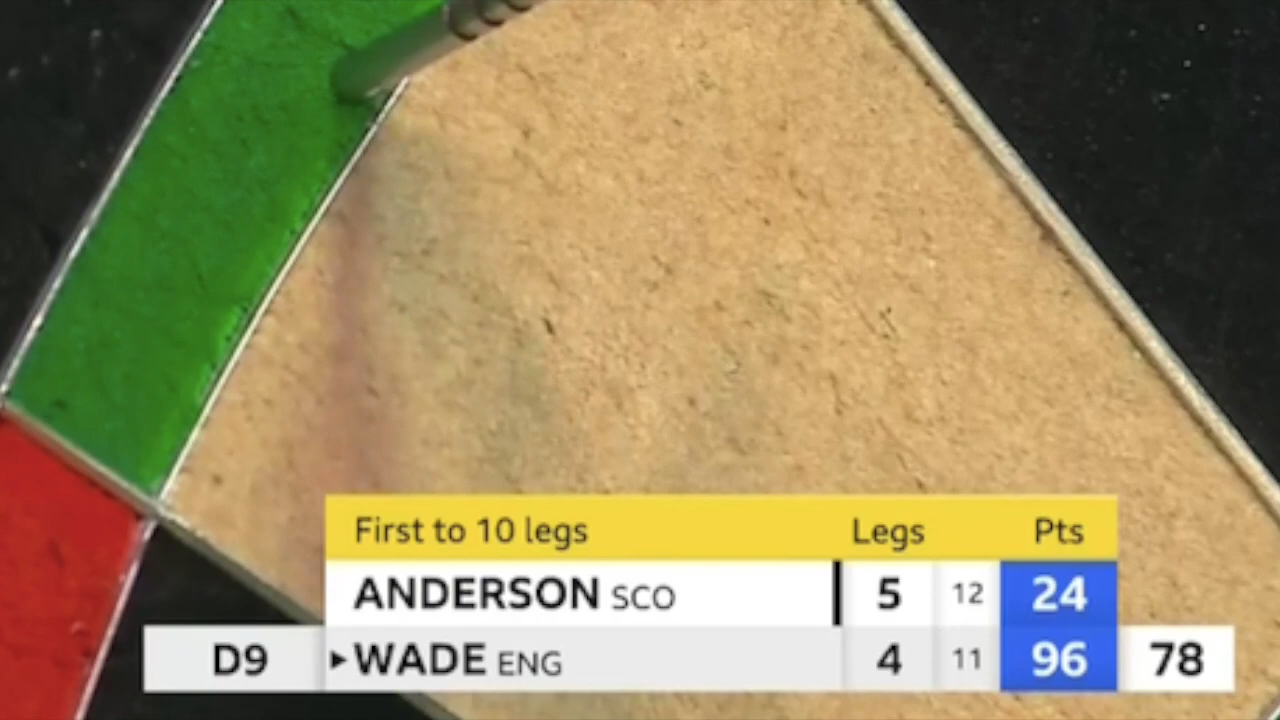 First to 10 legs Legs Pts
ANDERSON SCO 5 12 24
D9 WADE ENG 4 11 96 78